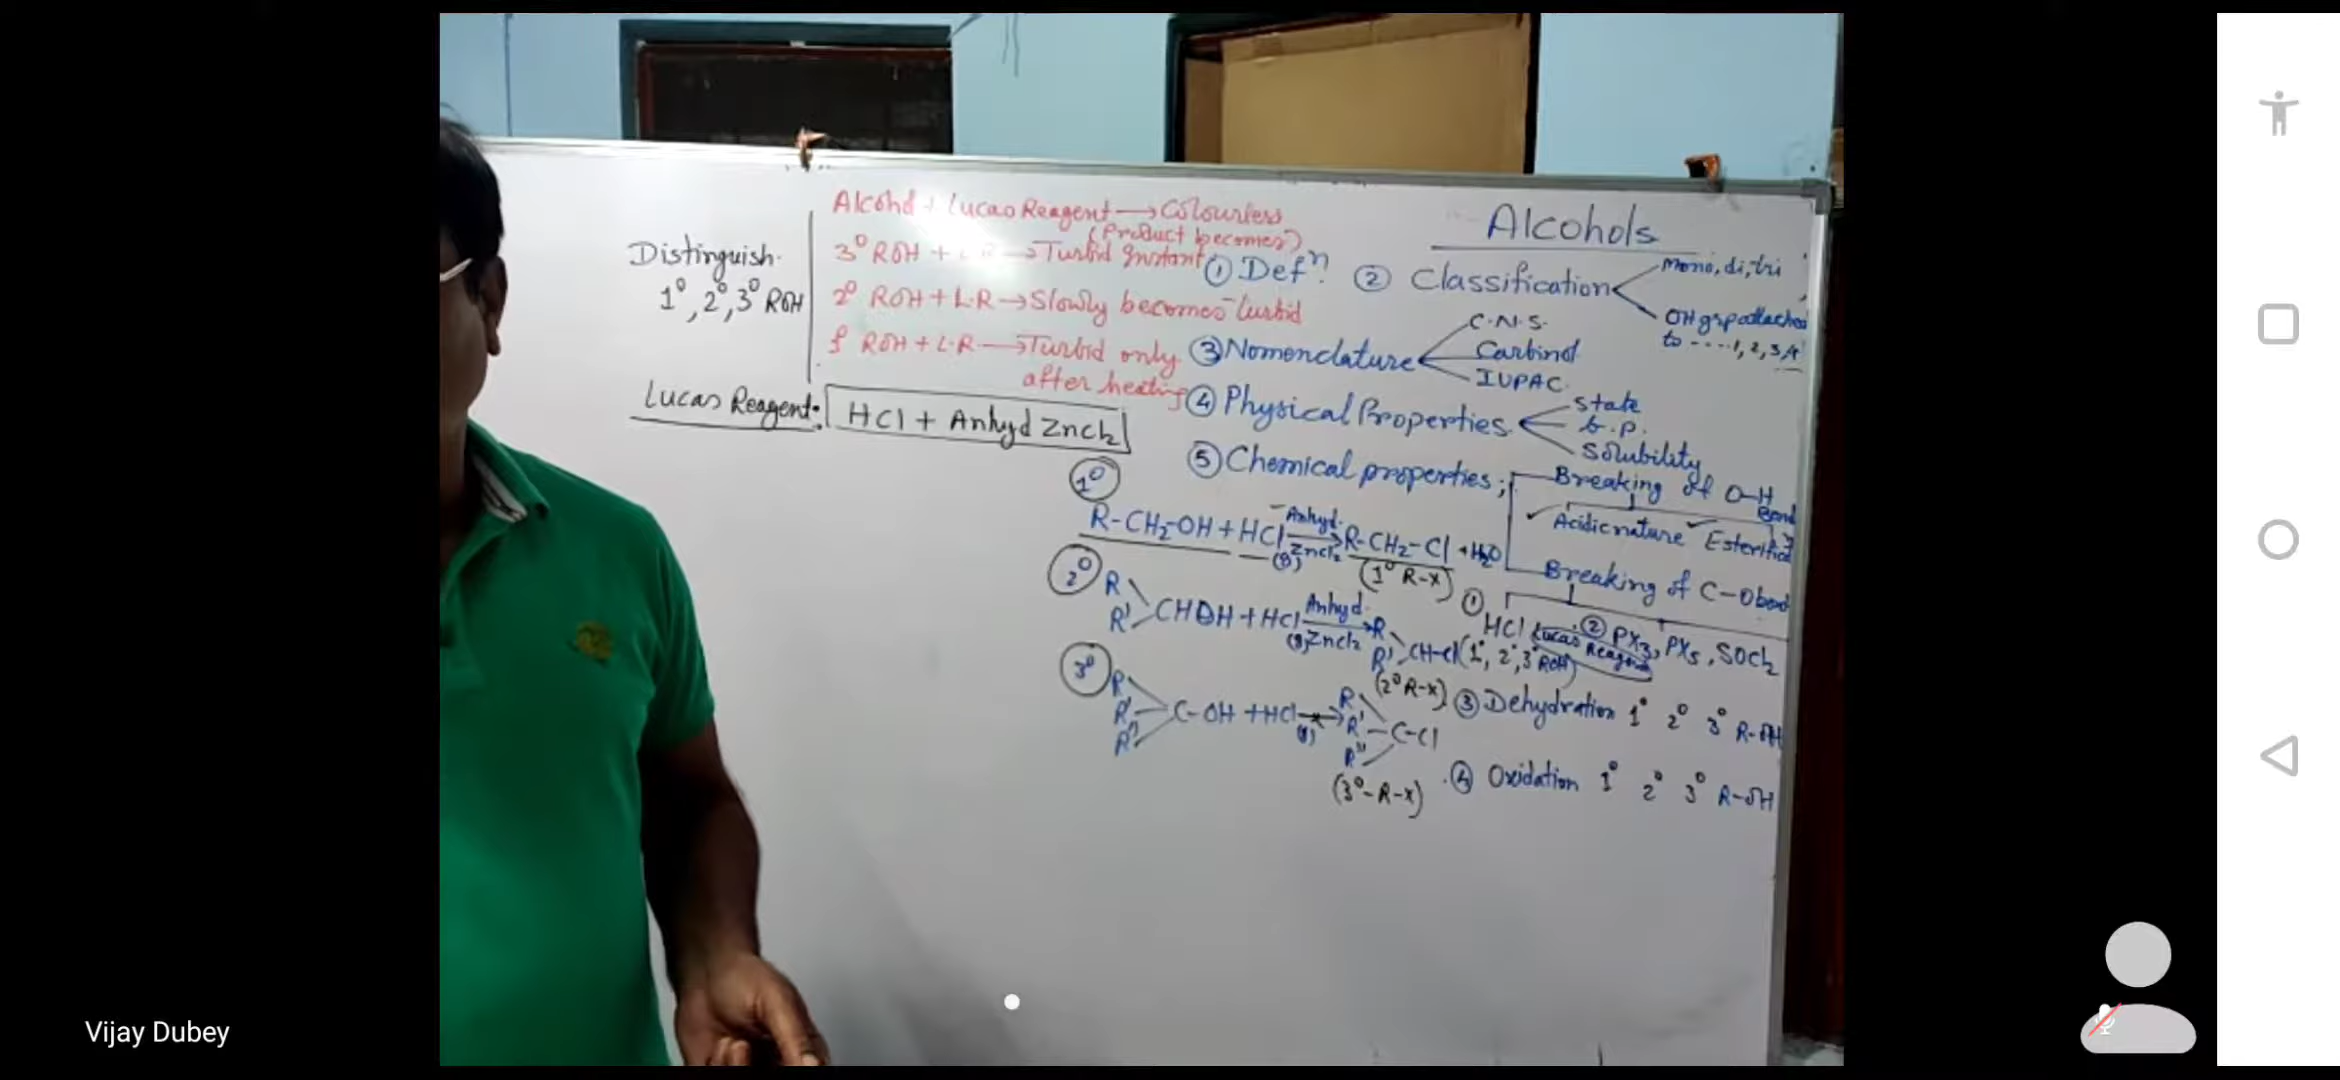 Alcohols
Alcohol + Lucas Reagent → Colourless
(Product becomes)
3° ROH + L·R → Turbid Instant
2° ROH + L·R → Slowly becomes Turbid
1° ROH + L·R → Turbid only
after heating
Distinguish
1°, 2°, 3° ROH
Lucas Reagent: HCl + Anhyd ZnCl2
① Defn.
② Classification
Mono, di, tri
OH grp attached
to ....1, 2, 3
③ Nomenclature
C.N.S.
Carbinol
IUPAC
④ Physical Properties
State
b.p.
Solubility
⑤ Chemical properties;
Breaking of O-H
Bond
Acidic nature
Breaking of C-O bond
① HCl Lucas Reagent
(1°, 2°, 3° ROH)
② PX3, PX5, SOCl2
③ Dehydration 1° 2° 3° R-OH
④ Oxidation 1° 2° 3° R-OH
1°
R-CH2-OH + HCl Anhyd. ZnCl2 → R-CH2-Cl + H2O
(g)
(1° R-X)
2°
R
R' CHOH + HCl Anhyd. ZnCl2 → R
(g)
R' CH-Cl
(2° R-X)
3°
R
R' C-OH + HCl → R
R''
(g)
R' C-Cl
R''
(3°-R-X)
Vijay Dubey